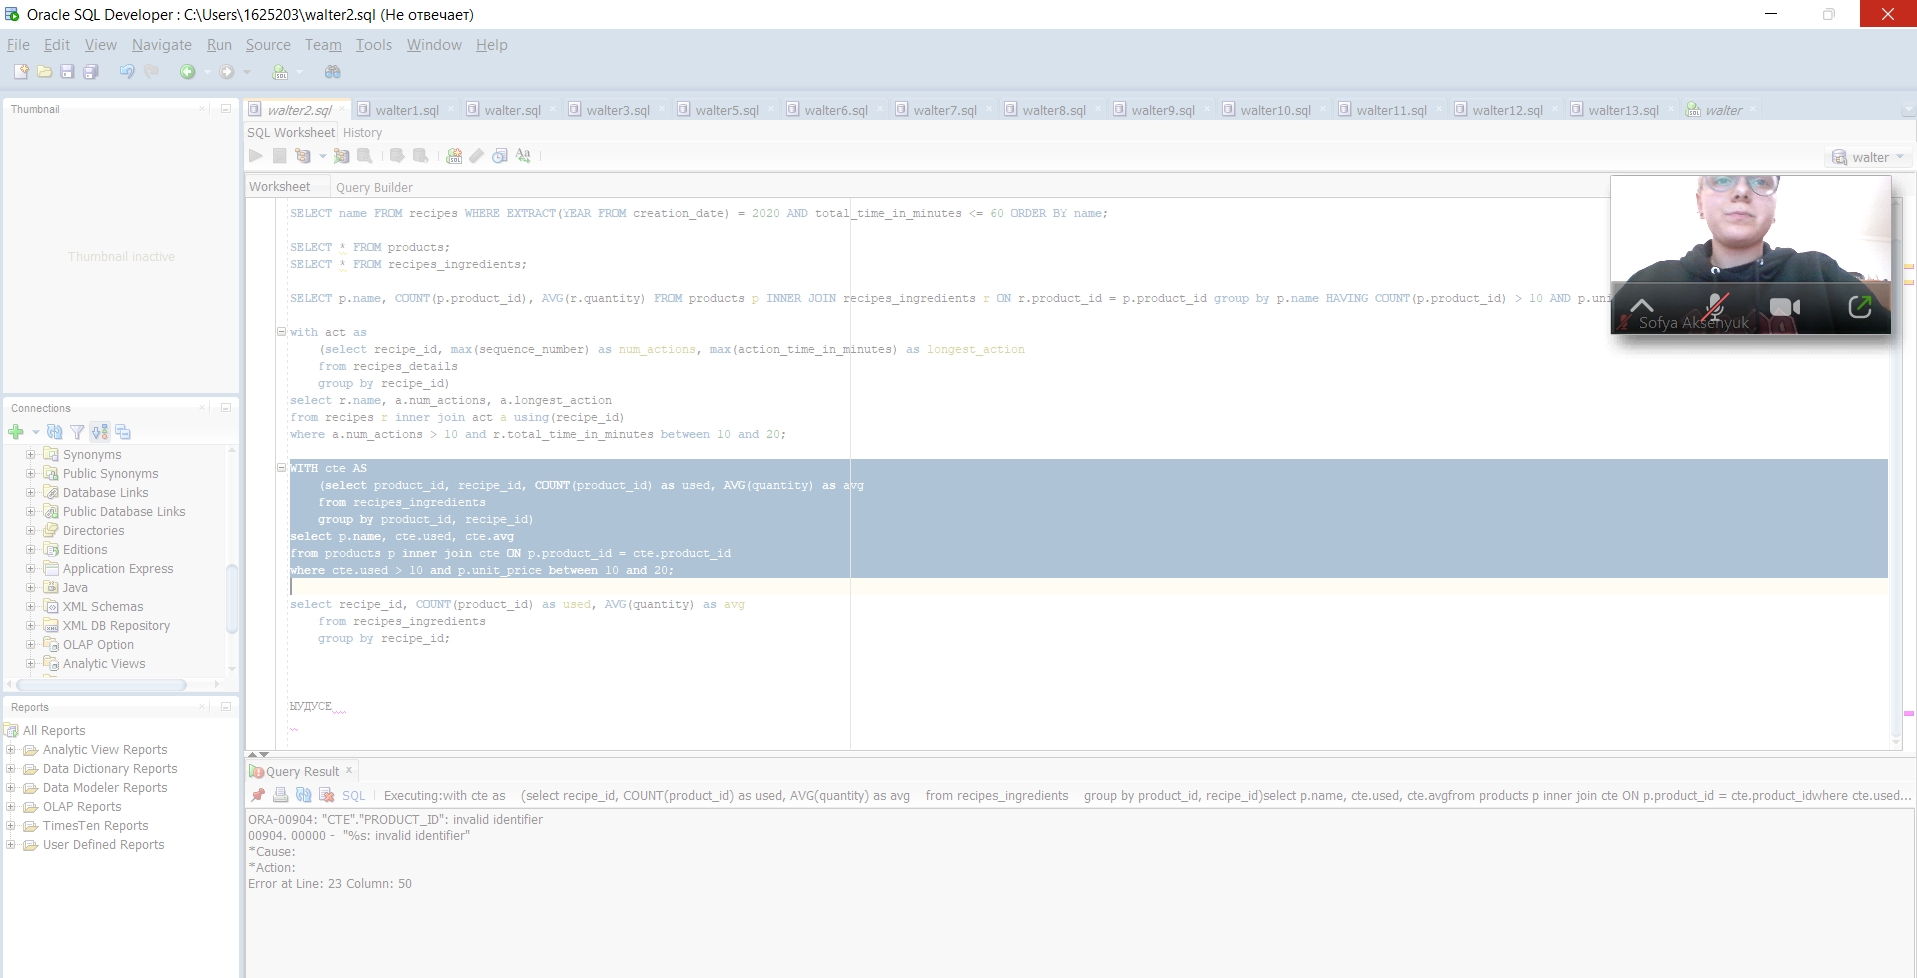 Oracle SQL Developer : C:\Users\1625203\walter2.sql (Не отвечает)
File Edit View Navigate Run Source Team Tools Window Help
Thumbnail
Thumbnail inactive
walter2.sql walter1.sql walter.sql walter3.sql walter5.sql walter6.sql walter7.sql walter8.sql walter9.sql walter10.sql walter11.sql walter12.sql walter13.sql walter
SQL Worksheet History
walter
Worksheet Query Builder
SELECT name FROM recipes WHERE EXTRACT(YEAR FROM creation_date) = 2020 AND total_time_in_minutes <= 60 ORDER BY name;
SELECT * FROM products;
SELECT * FROM recipes_ingredients;
SELECT p.name, COUNT(p.product_id), AVG(r.quantity) FROM products p INNER JOIN recipes_ingredients r ON r.product_id = p.product_id group by p.name HAVING COUNT(p.product_id) > 10 AND p.uni
with act as
(select recipe_id, max(sequence_number) as num_actions, max(action_time_in_minutes) as longest_action
from recipes_details
group by recipe_id)
select r.name, a.num_actions, a.longest_action
from recipes r inner join act a using(recipe_id)
where a.num_actions > 10 and r.total_time_in_minutes between 10 and 20;
WITH cte AS
(select product_id, recipe_id, COUNT(product_id) as used, AVG(quantity) as avg
from recipes_ingredients
group by product_id, recipe_id)
select p.name, cte.used, cte.avg
from products p inner join cte ON p.product_id = cte.product_id
where cte.used > 10 and p.unit_price between 10 and 20;
select recipe_id, COUNT(product_id) as used, AVG(quantity) as avg
from recipes_ingredients
group by recipe_id;
ЫУДУСЕ
Sofya Aksenyuk
Connections
Synonyms
Public Synonyms
Database Links
Public Database Links
Directories
Editions
Application Express
Java
XML Schemas
XML DB Repository
OLAP Option
Analytic Views
Reports
All Reports
Analytic View Reports
Data Dictionary Reports
Data Modeler Reports
OLAP Reports
TimesTen Reports
User Defined Reports
Query Result
SQL Executing:with cte as (select recipe_id, COUNT(product_id) as used, AVG(quantity) as avg from recipes_ingredients group by product_id, recipe_id)select p.name, cte.used, cte.avgfrom products p inner join cte ON p.product_id = cte.product_idwhere cte.used...
ORA-00904: "CTE"."PRODUCT_ID": invalid identifier
00904. 00000 - "%s: invalid identifier"
*Cause:
*Action:
Error at Line: 23 Column: 50